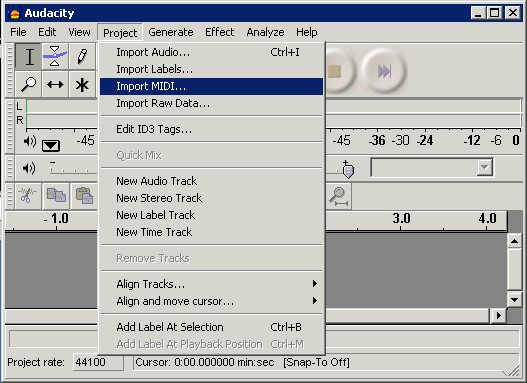 Audacity
File Edit View Project Generate Effect Analyze Help
Import Audio... Ctrl+I
Import Labels...
Import MIDI...
Import Raw Data...
Edit ID3 Tags...
Quick Mix
New Audio Track
New Stereo Track
New Label Track
New Time Track
Remove Tracks
Align Tracks...
Align and move cursor...
Add Label At Selection Ctrl+B
Add Label At Playback Position Ctrl+M
L
R
-45 -45 -36 -30 -24 -12 -6 0
- 1.0 3.0 4.0
Project rate: 44100 Cursor: 0:00.000000 min:sec [Snap-To Off]